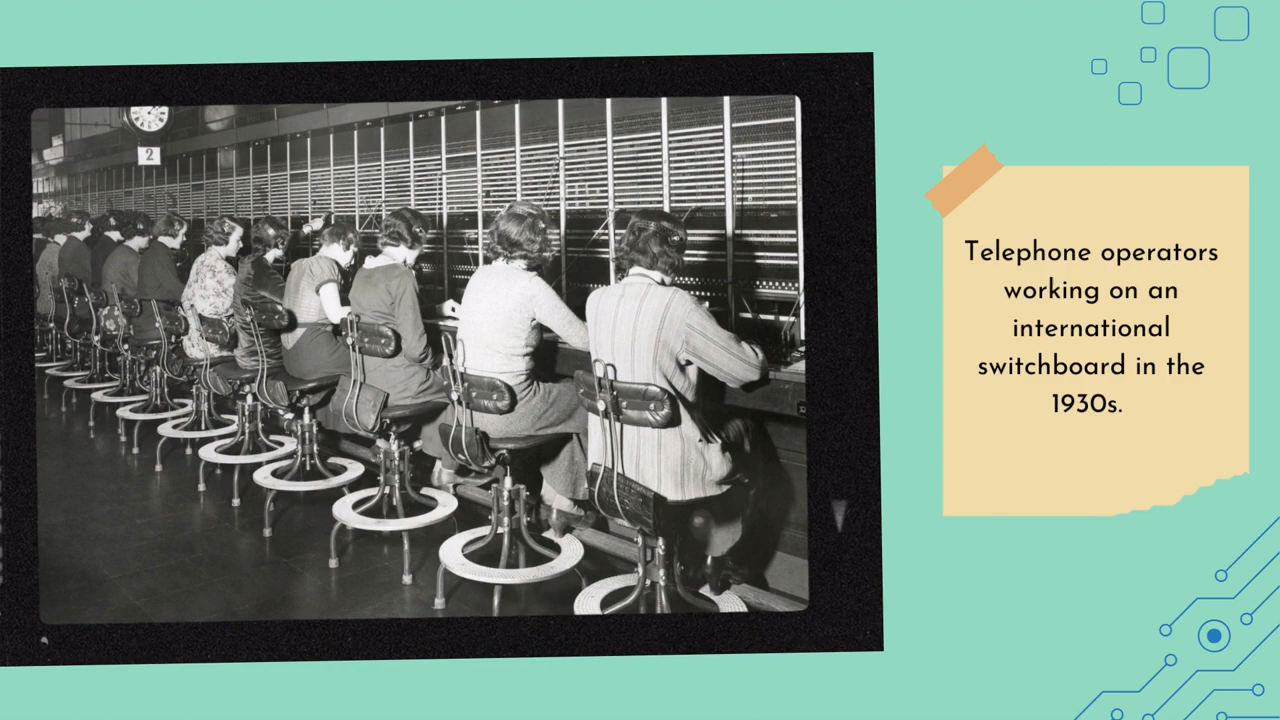 2
Telephone operators
working on an
international
switchboard in the
1930s.